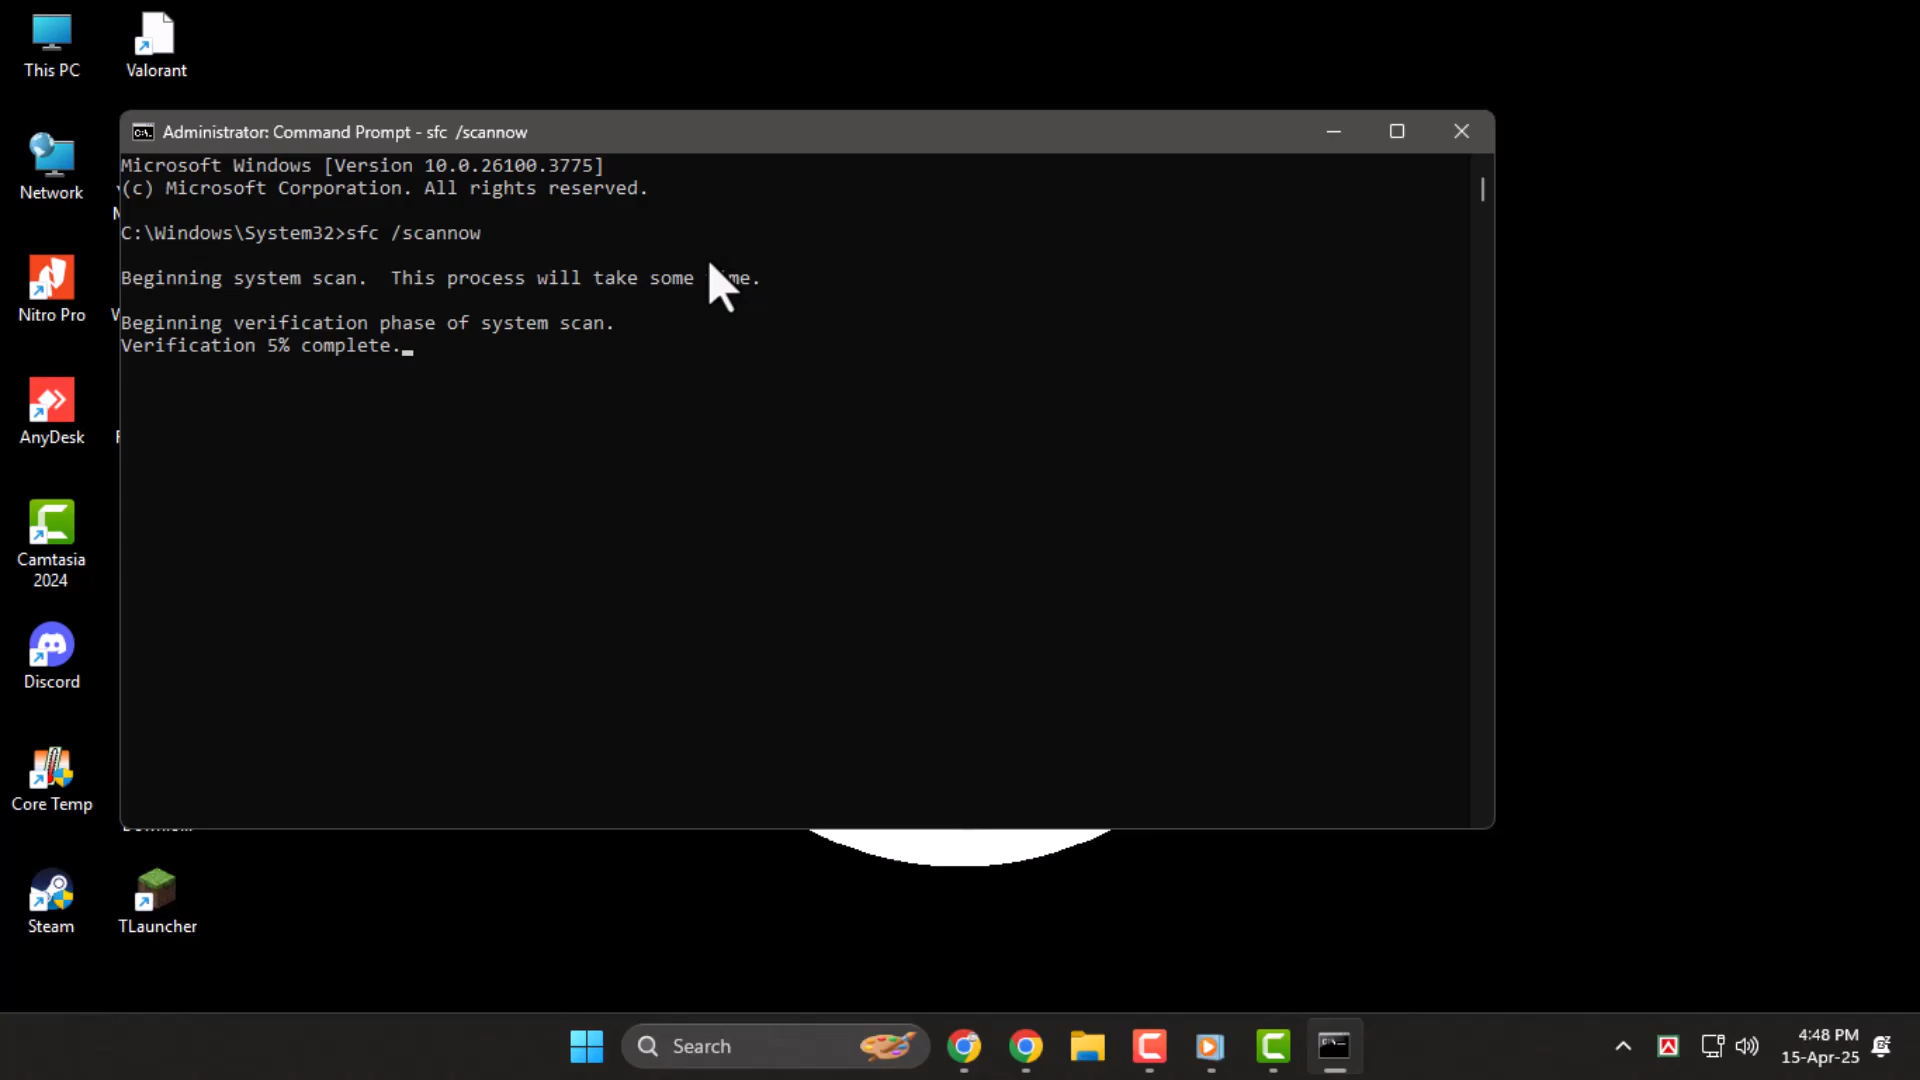 This PC
Valorant
Network
Nitro Pro
AnyDesk
Camtasia
2024
Discord
Core Temp
Steam
TLauncher
Administrator: Command Prompt - sfc  /scannow
Microsoft Windows [Version 10.0.26100.3775]
(c) Microsoft Corporation. All rights reserved.
C:\Windows\System32>sfc /scannow
Beginning system scan.  This process will take some
Beginning verification phase of system scan.
Verification 5% complete.
Search
4:48 PM
15-Apr-25